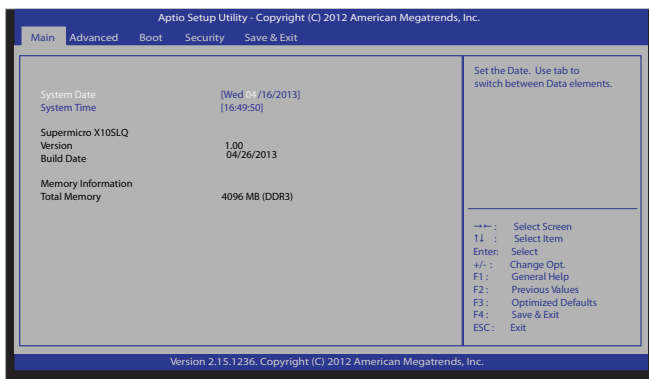 Aptio Setup Utility - Copyright (C) 2012 American Megatrends, Inc.
Main Advanced Boot Security Save & Exit
System Date [Wed 04 /16/2013]
System Time [16:49:50]
Supermicro X10SLQ
Version 1.00
Build Date 04/26/2013
Memory Information
Total Memory 4096 MB (DDR3)
Set the Date. Use tab to
switch between Data elements.
→← : Select Screen
↑↓ : Select Item
Enter: Select
+/- : Change Opt.
F1 : General Help
F2 : Previous Values
F3 : Optimized Defaults
F4 : Save & Exit
ESC : Exit
Version 2.15.1236. Copyright (C) 2012 American Megatrends, Inc.